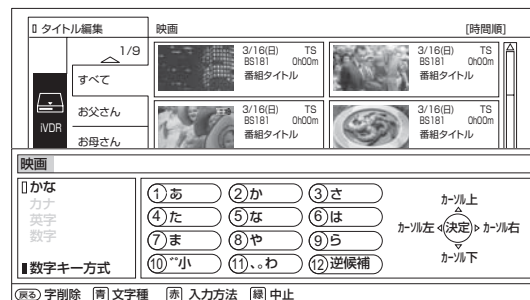 タイトル編集 映画 [時間順]
1/9
すべて
お父さん
お母さん
iVDR
3/16(日) TS
BS181 0h00m
番組タイトル
3/16(日) TS
BS181 0h00m
番組タイトル
3/16(日) TS
BS181 0h00m
番組タイトル
3/16(日) TS
BS181 0h00m
番組タイトル
映画
かな
カナ
英字
数字
数字キー方式
1 あ 2 か 3 さ
4 た 5 な 6 は
7 ま 8 や 9 ら
10 ゛゜小 11 、。わ 12 逆候補
カーソル上
カーソル左 決定 カーソル右
カーソル下
戻る 字削除 青 文字種 赤 入力方法 緑 中止